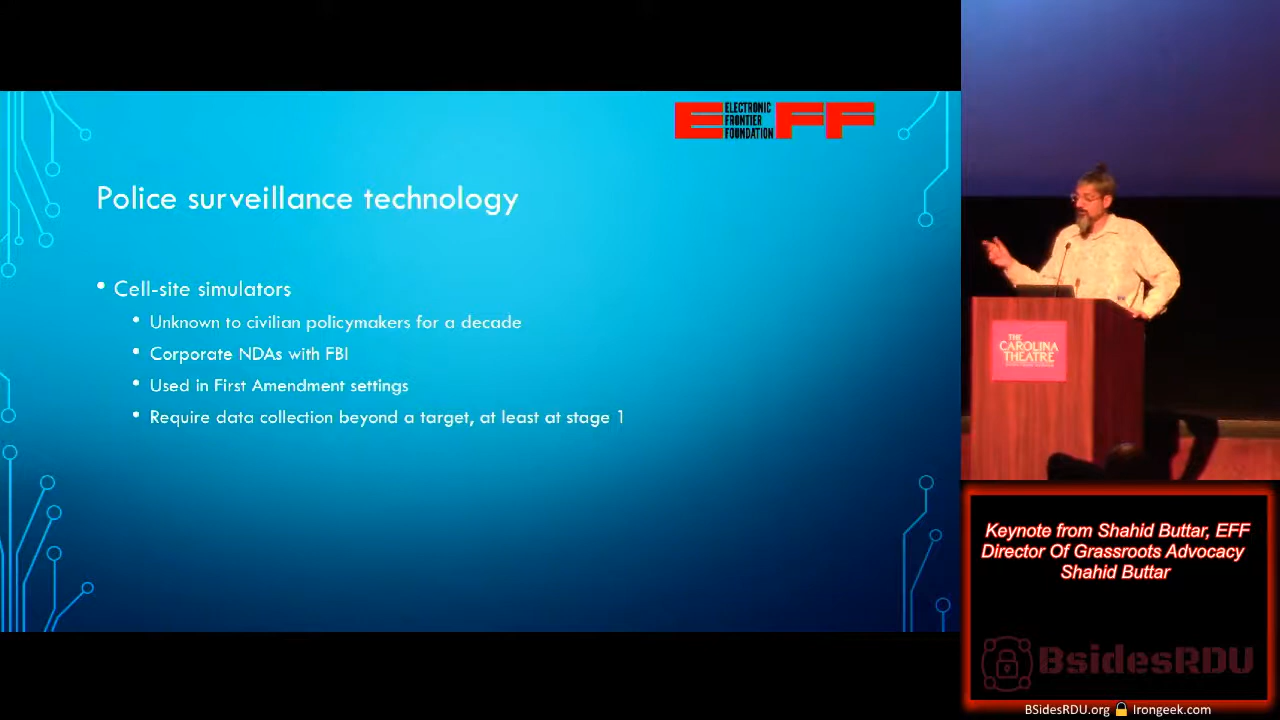 ELECTRONIC
FRONTIER
FOUNDATION
EFF
Police surveillance technology
• Cell-site simulators
• Unknown to civilian policymakers for a decade
• Corporate NDAs with FBI
• Used in First Amendment settings
• Require data collection beyond a target, at least at stage 1
THE
CAROLINA
THEATRE
Keynote from Shahid Buttar, EFF
Director Of Grassroots Advocacy
Shahid Buttar
BsidesRDU
BSidesRDU.org Irongeek.com